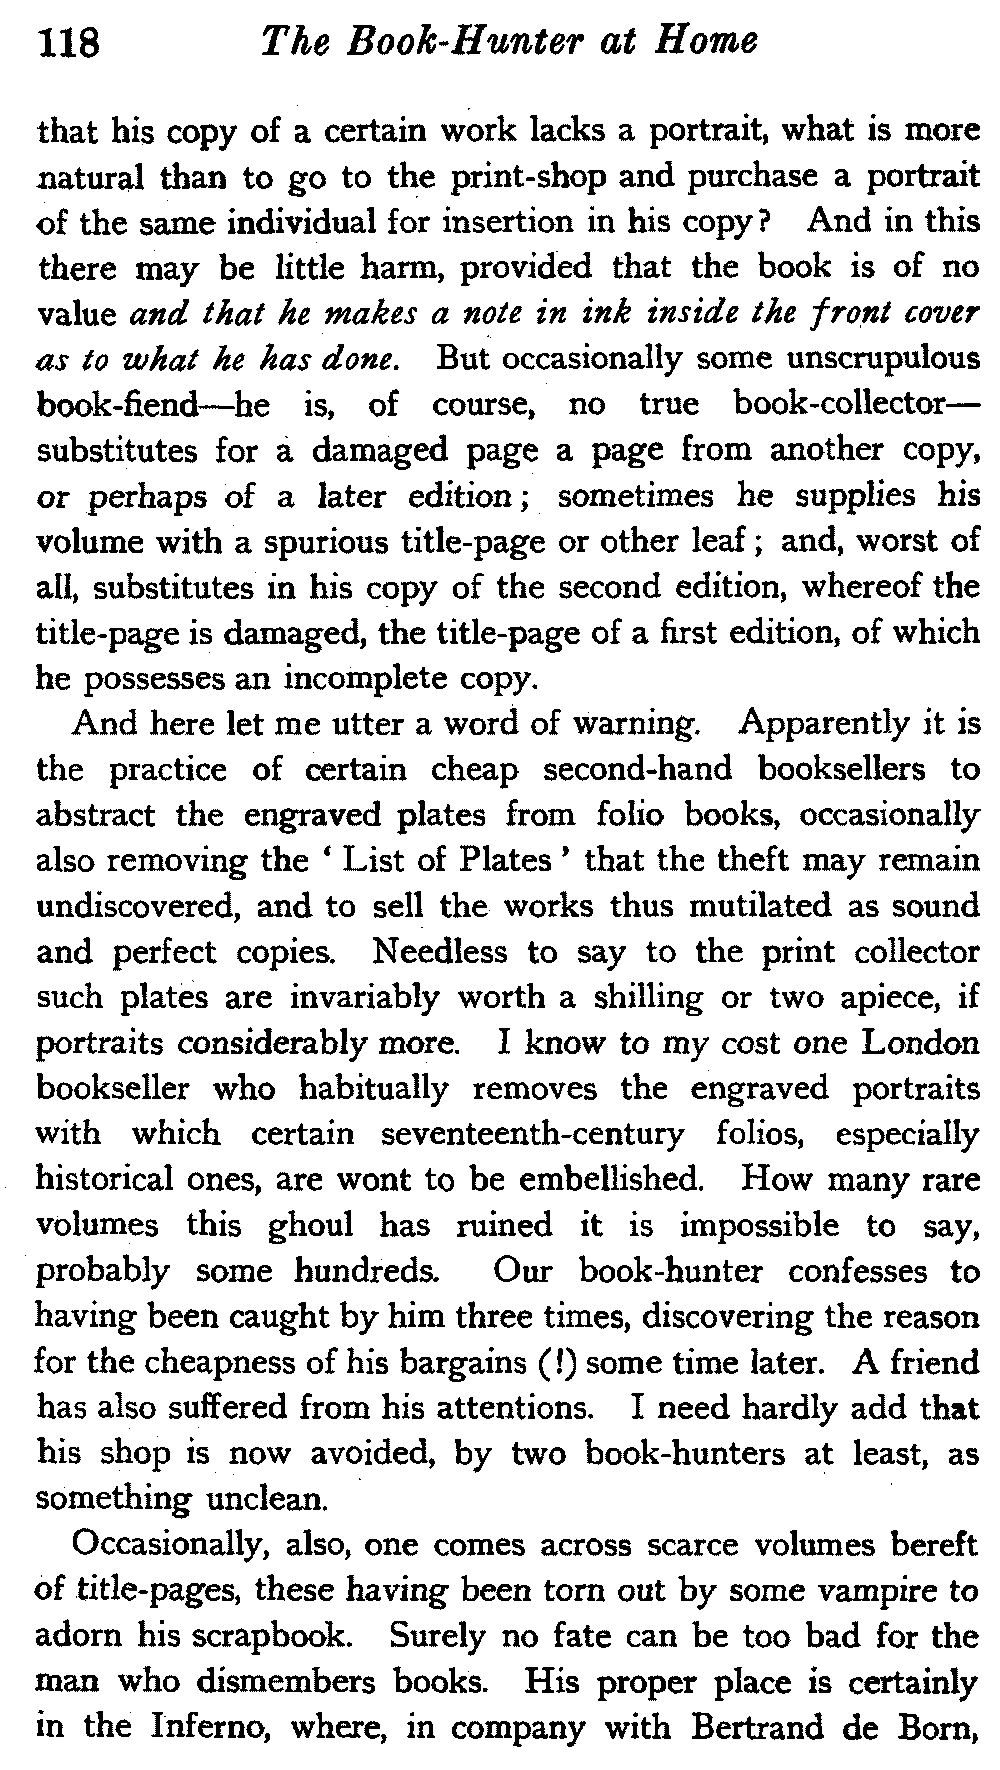 118 The Book-Hunter at Home
that his copy of a certain work lacks a portrait, what is more
natural than to go to the print-shop and purchase a portrait
of the same individual for insertion in his copy? And in this
there may be little harm, provided that the book is of no
value and that he makes a note in ink inside the front cover
as to what he has done. But occasionally some unscrupulous
book-fiend—he is, of course, no true book-collector—
substitutes for a damaged page a page from another copy,
or perhaps of a later edition; sometimes he supplies his
volume with a spurious title-page or other leaf; and, worst of
all, substitutes in his copy of the second edition, whereof the
title-page is damaged, the title-page of a first edition, of which
he possesses an incomplete copy.
And here let me utter a word of warning. Apparently it is
the practice of certain cheap second-hand booksellers to
abstract the engraved plates from folio books, occasionally
also removing the ‘ List of Plates ’ that the theft may remain
undiscovered, and to sell the works thus mutilated as sound
and perfect copies. Needless to say to the print collector
such plates are invariably worth a shilling or two apiece, if
portraits considerably more. I know to my cost one London
bookseller who habitually removes the engraved portraits
with which certain seventeenth-century folios, especially
historical ones, are wont to be embellished. How many rare
volumes this ghoul has ruined it is impossible to say,
probably some hundreds. Our book-hunter confesses to
having been caught by him three times, discovering the reason
for the cheapness of his bargains (!) some time later. A friend
has also suffered from his attentions. I need hardly add that
his shop is now avoided, by two book-hunters at least, as
something unclean.
Occasionally, also, one comes across scarce volumes bereft
of title-pages, these having been torn out by some vampire to
adorn his scrapbook. Surely no fate can be too bad for the
man who dismembers books. His proper place is certainly
in the Inferno, where, in company with Bertrand de Born,